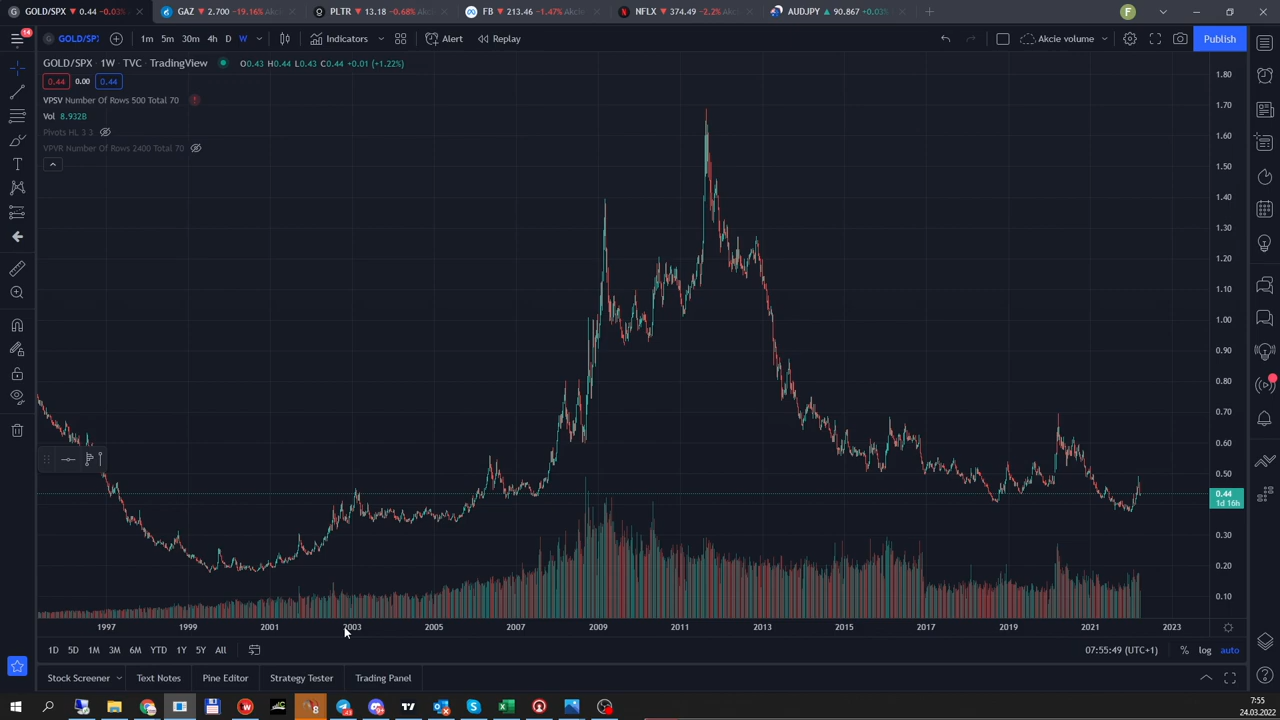 GOLD/SPX ▼ 0.44 −0.03%
GAZ ▼ 2.700 −19.16% Akcie
PLTR ▼ 13.18 −0.68% Akcie
FB ▼ 213.46 −1.47% Akcie
NFLX ▼ 374.49 −2.2% Akcie
AUDJPY ▲ 90.867 +0.03%
F
14
GOLD/SPX
1m 5m 30m 4h D W
Indicators
Alert
Replay
Akcie volume
Publish
GOLD/SPX · 1W · TVC · TradingView
O0.43 H0.44 L0.43 C0.44 +0.01 (+1.22%)
0.44 0.00 0.44
VPSV Number Of Rows 500 Total 70
Vol 8.932B
Pivots HL 3 3
VPVR Number Of Rows 2400 Total 70
1.80
1.70
1.60
1.50
1.40
1.30
1.20
1.10
1.00
0.90
0.80
0.70
0.60
0.50
0.44
1d 16h
0.30
0.20
0.10
1997 1999 2001 2003 2005 2007 2009 2011 2013 2015 2017 2019 2021 2023
1D 5D 1M 3M 6M YTD 1Y 5Y All
07:55:49 (UTC+1)
% log auto
Stock Screener
Text Notes
Pine Editor
Strategy Tester
Trading Panel
7:55
24.03.2022